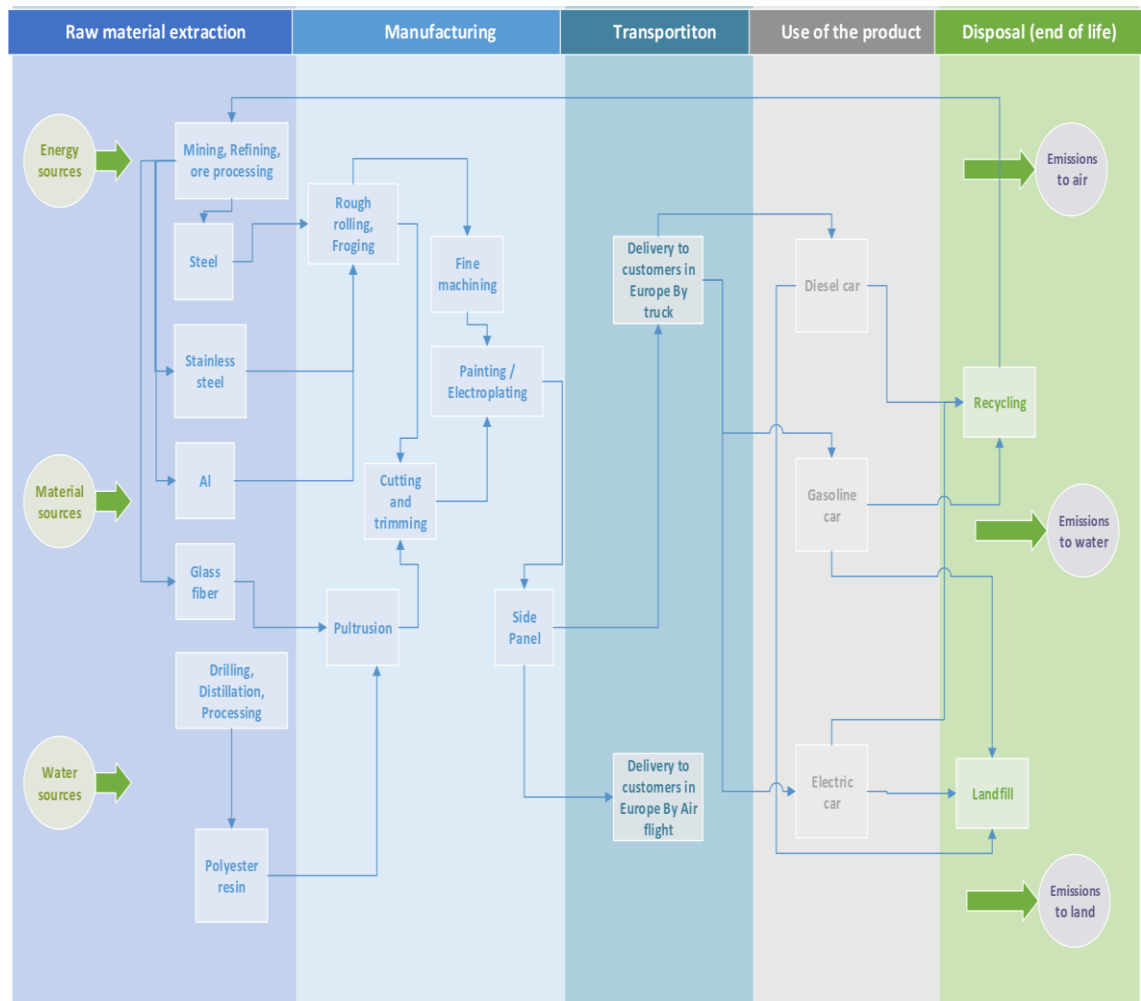 Raw material extraction
Manufacturing
Transportiton
Use of the product
Disposal (end of life)
Energy
sources
Mining, Refining,
ore processing
Steel
Stainless
steel
Material
sources
Al
Glass
fiber
Drilling,
Distillation,
Processing
Water
sources
Polyester
resin
Rough
rolling,
Froging
Fine
machining
Painting /
Electroplating
Cutting
and
trimming
Pultrusion
Side
Panel
Delivery to
customers in
Europe By
truck
Delivery to
customers in
Europe By Air
flight
Diesel car
Gasoline
car
Electric
car
Emissions
to air
Recycling
Emissions
to water
Landfill
Emissions
to land